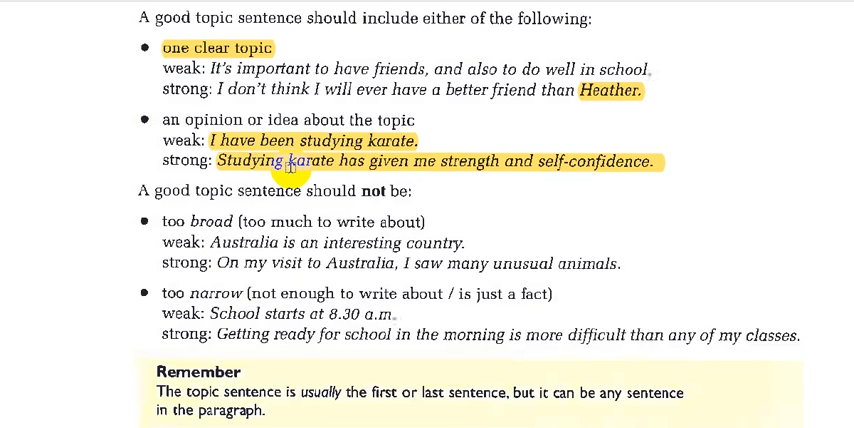 A good topic sentence should include either of the following:
• one clear topic
weak: It's important to have friends, and also to do well in school.
strong: I don't think I will ever have a better friend than Heather.
• an opinion or idea about the topic
weak: I have been studying karate.
strong: Studying karate has given me strength and self-confidence.
A good topic sentence should not be:
• too broad (too much to write about)
weak: Australia is an interesting country.
strong: On my visit to Australia, I saw many unusual animals.
• too narrow (not enough to write about / is just a fact)
weak: School starts at 8.30 a.m.
strong: Getting ready for school in the morning is more difficult than any of my classes.
Remember
The topic sentence is usually the first or last sentence, but it can be any sentence
in the paragraph.